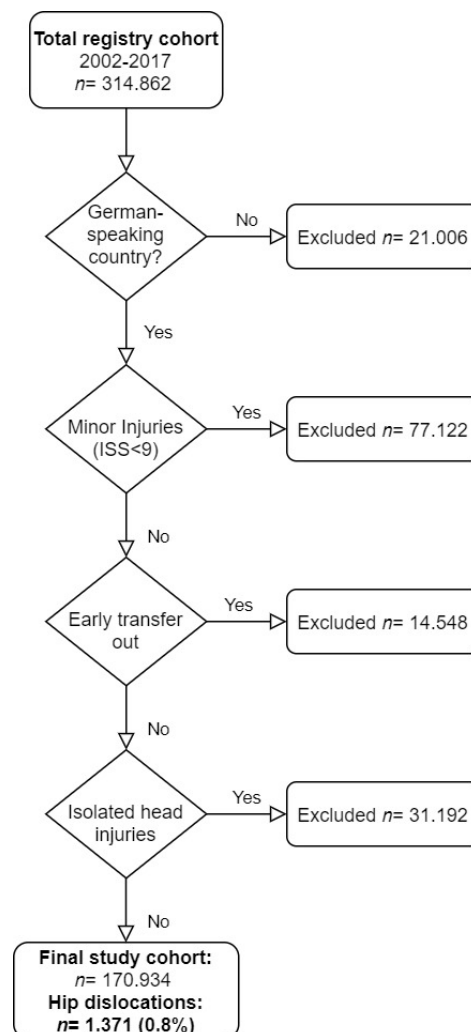 Total registry cohort
2002-2017
n= 314.862
German-
speaking
country?
No
Excluded n= 21.006
Yes
Minor Injuries
(ISS<9)
Yes
Excluded n= 77.122
No
Early transfer
out
Yes
Excluded n= 14.548
No
Isolated head
injuries
Yes
Excluded n= 31.192
No
Final study cohort:
n= 170.934
Hip dislocations:
n= 1.371 (0.8%)